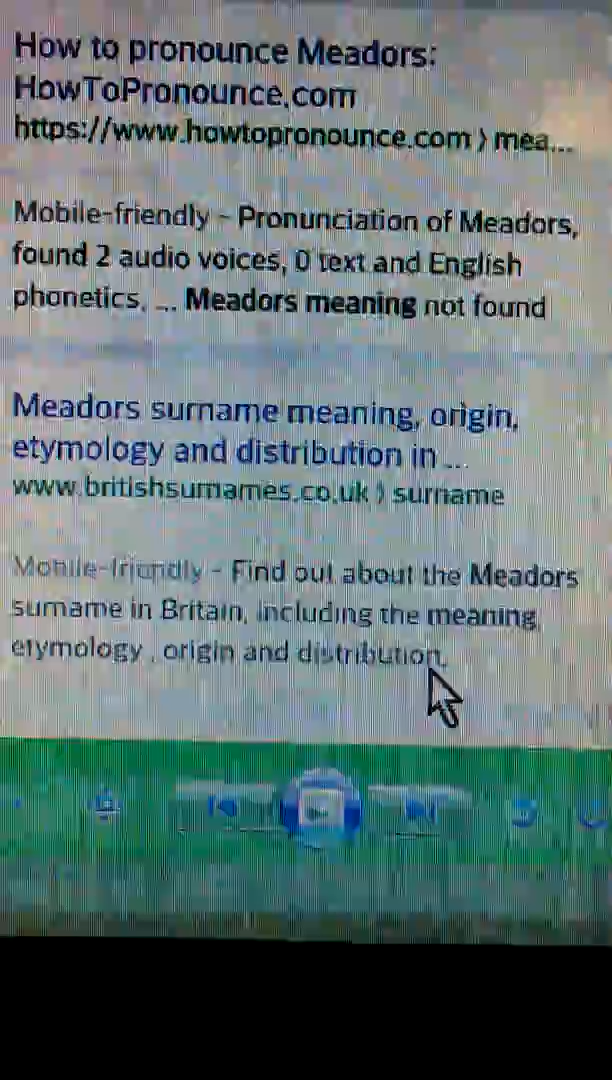 How to pronounce Meadors:
HowToPronounce.com
https://www.howtopronounce.com 〉 mea...
Mobile-friendly - Pronunciation of Meadors,
found 2 audio voices, 0 text and English
phonetics. ... Meadors meaning not found
Meadors surname meaning, origin,
etymology and distribution in ...
www.britishsurnames.co.uk 〉 surname
Mobile-friendly - Find out about the Meadors
surname in Britain, including the meaning,
etymology , origin and distribution.